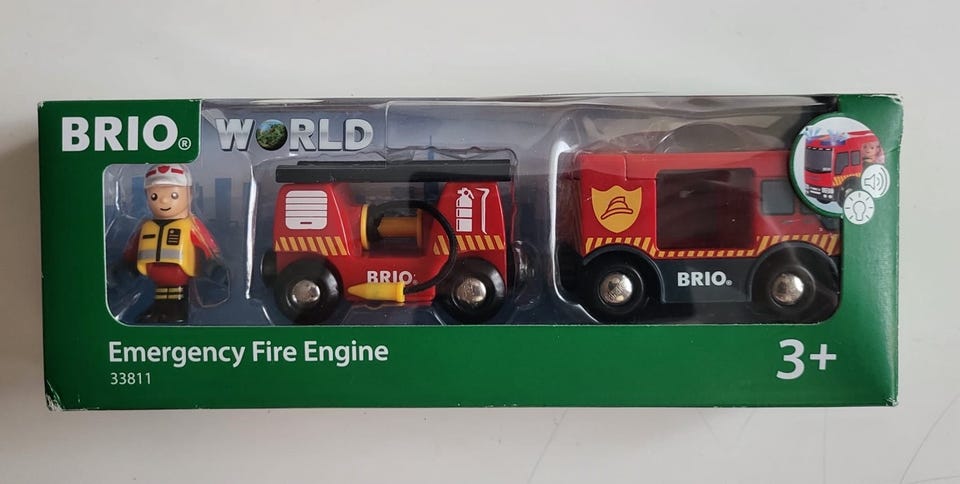 BRIO®
WORLD
BRIO®
BRIO®
Emergency Fire Engine
33811
3+